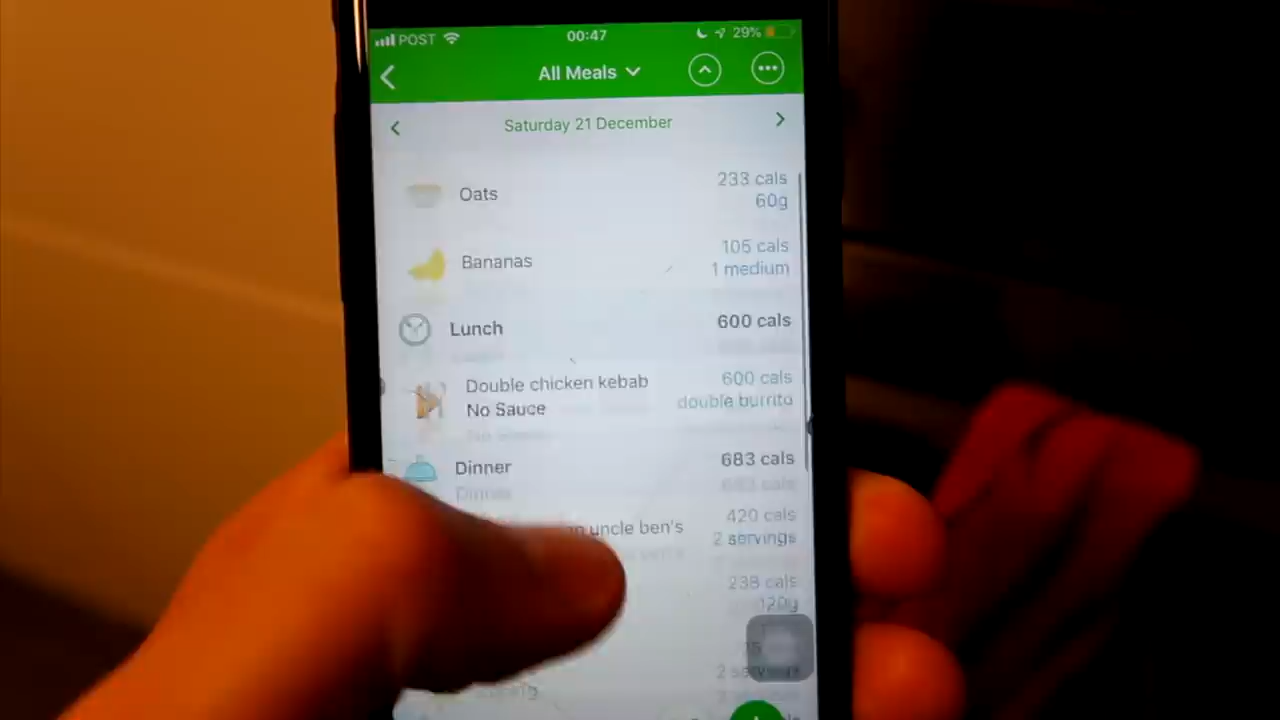 POST 00:47 29%
All Meals
Saturday 21 December
Oats 233 cals
60g
Bananas 105 cals
1 medium
Lunch 600 cals
Double chicken kebab 600 cals
No Sauce double burrito
Dinner 683 cals
uncle ben's 420 cals
2 servings
238 cals
120g